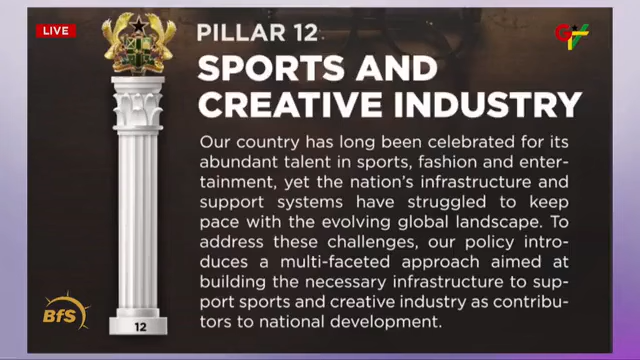 LIVE
PILLAR 12
SPORTS AND
CREATIVE INDUSTRY
Our country has long been celebrated for its
abundant talent in sports, fashion and enter-
tainment, yet the nation's infrastructure and
support systems have struggled to keep
pace with the evolving global landscape. To
address these challenges, our policy intro-
duces a multi-faceted approach aimed at
building the necessary infrastructure to sup-
port sports and creative industry as contribu-
tors to national development.
BfS
12